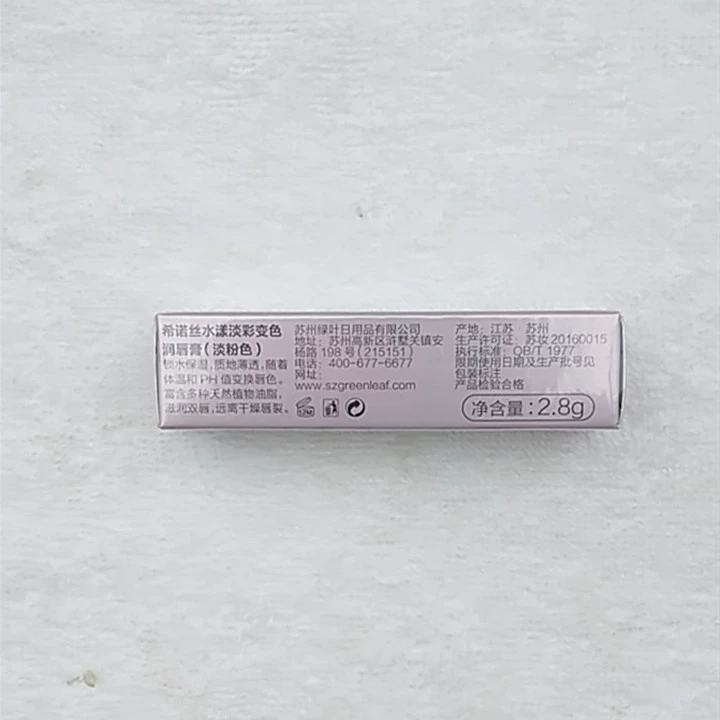 希诺丝水漾淡彩变色
润唇膏(淡粉色)
锁水保湿,质地薄透,随着
体温和PH值变换唇色。
富含多种天然植物油脂,
滋润双唇,远离干燥唇裂。
苏州绿叶日用品有限公司
地址:苏州高新区浒墅关镇安
杨路198号(215151)
电话:400-677-6677
网址:
www.szgreenleaf.com
12M
产地:江苏 苏州
生产许可证:苏妆20160015
执行标准:QB/T 1977
限期使用日期及生产批号见
包装标注
产品检验合格
净含量:2.8g